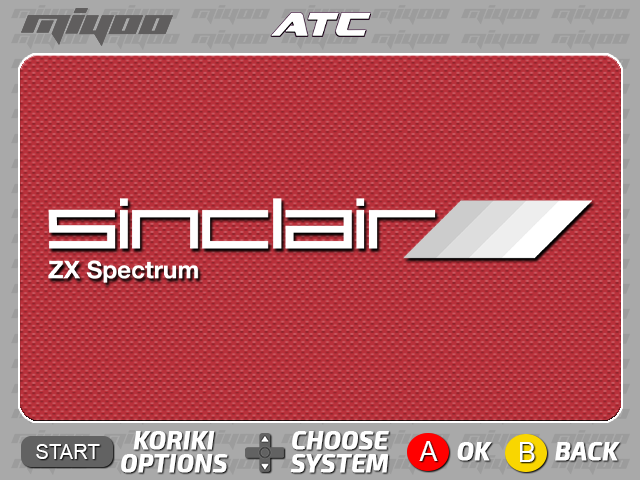 miyoo ATC
sinclair
ZX Spectrum
START
KORIKI
OPTIONS
CHOOSE
SYSTEM
A OK
B BACK